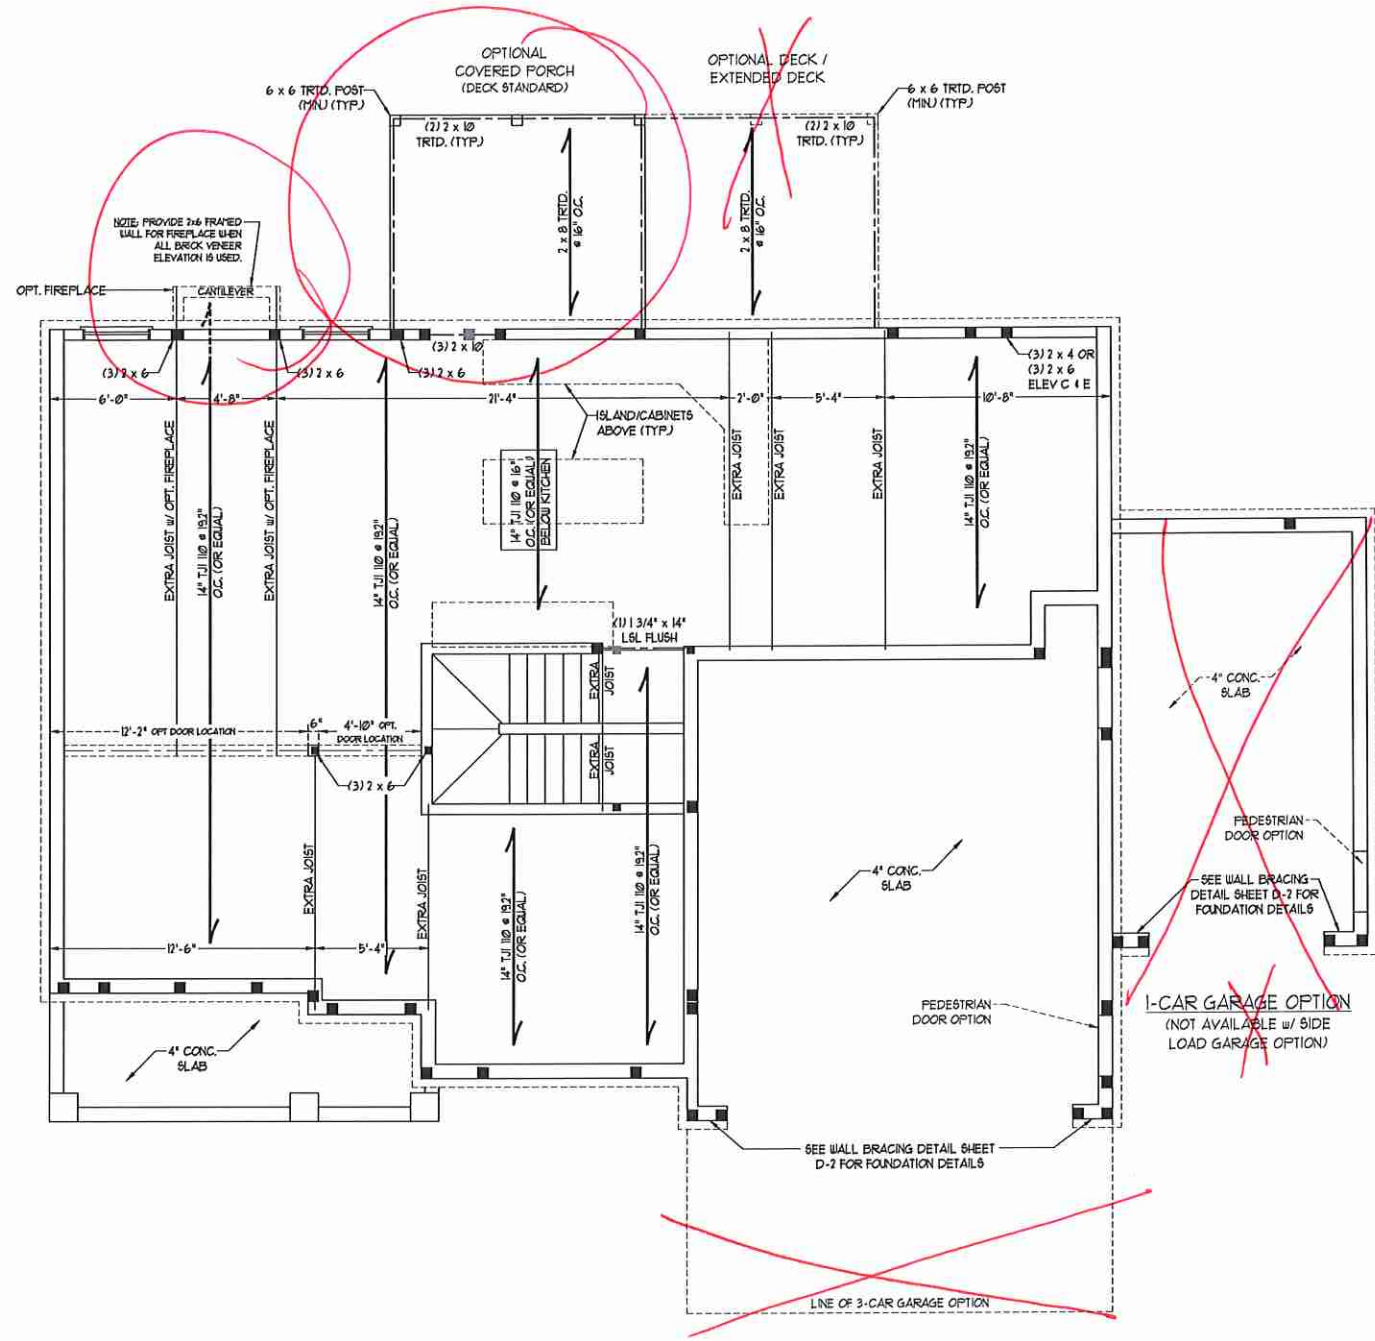 OPTIONAL
COVERED PORCH
(DECK STANDARD)
OPTIONAL DECK /
EXTENDED DECK
6 x 6 TRTD. POST
(MIN.) (TYP.)
6 x 6 TRTD. POST
(MIN.) (TYP.)
(2) 2 x 10
TRTD. (TYP.)
(2) 2 x 10
TRTD. (TYP.)
2 x 8 TRTD.
@ 16" O.C.
2 x 8 TRTD.
@ 16" O.C.
NOTE: PROVIDE 2x6 FRAMED
WALL FOR FIREPLACE WHEN
ALL BRICK VENEER
ELEVATION IS USED.
OPT. FIREPLACE
CANTILEVER
(3) 2 x 6
(3) 2 x 6
(3) 2 x 6
(3) 2 x 10
(3) 2 x 4 OR
(3) 2 x 6
ELEV C & E
6'-0"
4'-8"
21'-4"
2'-0"
5'-4"
10'-8"
ISLAND/CABINETS
ABOVE (TYP.)
EXTRA JOIST w/ OPT. FIREPLACE
14" TJI 110 @ 19.2"
O.C. (OR EQUAL)
EXTRA JOIST w/ OPT. FIREPLACE
14" TJI 110 @ 19.2"
O.C. (OR EQUAL)
14" TJI 110 @ 16"
O.C. (OR EQUAL)
BELOW KITCHEN
EXTRA JOIST
EXTRA JOIST
EXTRA JOIST
14" TJI 110 @ 19.2"
O.C. (OR EQUAL)
(1) 1 3/4" x 14"
LSL FLUSH
EXTRA
JOIST
EXTRA
JOIST
4" CONC.
SLAB
12'-2" OPT DOOR LOCATION
6"
4'-10" OPT.
DOOR LOCATION
(3) 2 x 6
PEDESTRIAN
DOOR OPTION
EXTRA JOIST
EXTRA JOIST
14" TJI 110 @ 19.2"
O.C. (OR EQUAL)
14" TJI 110 @ 19.2"
O.C. (OR EQUAL)
4" CONC.
SLAB
SEE WALL BRACING
DETAIL SHEET D-2 FOR
FOUNDATION DETAILS
12'-6"
5'-4"
PEDESTRIAN
DOOR OPTION
1-CAR GARAGE OPTION
(NOT AVAILABLE w/ SIDE
LOAD GARAGE OPTION)
4" CONC.
SLAB
SEE WALL BRACING DETAIL SHEET
D-2 FOR FOUNDATION DETAILS
LINE OF 3-CAR GARAGE OPTION